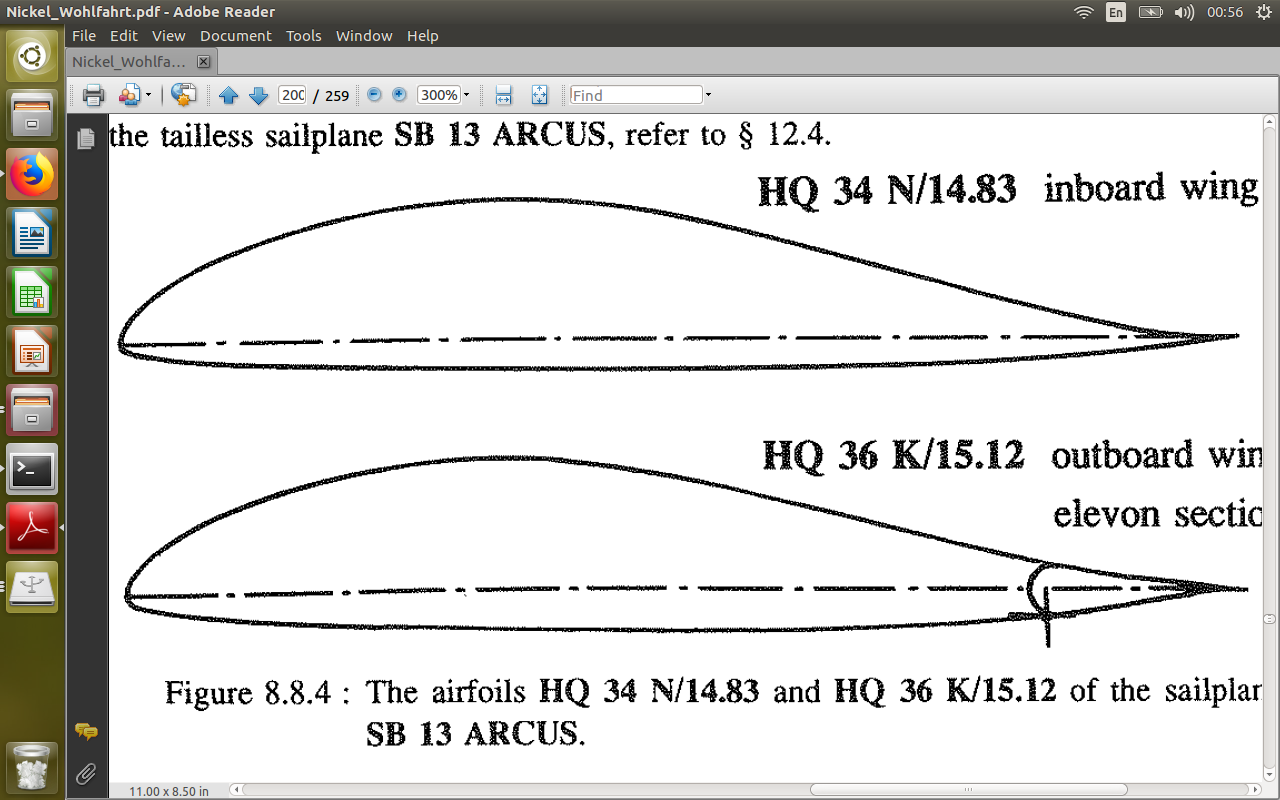 Nickel_Wohlfahrt.pdf - Adobe Reader
En
00:56
File Edit View Document Tools Window Help
Nickel_Wohlfa...
200 / 259
300%
Find
the tailless sailplane SB 13 ARCUS, refer to § 12.4.
HQ 34 N/14.83 inboard wing
HQ 36 K/15.12 outboard win
elevon sectio
Figure 8.8.4 : The airfoils HQ 34 N/14.83 and HQ 36 K/15.12 of the sailplan
SB 13 ARCUS.
11.00 x 8.50 in